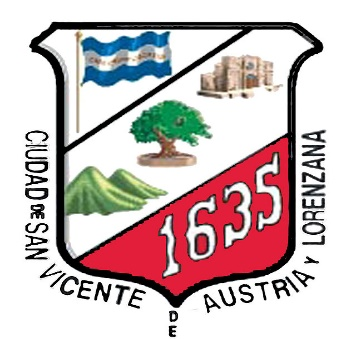 CIUDAD DE SAN VICENTE DE AUSTRIA Y LORENZANA
1635